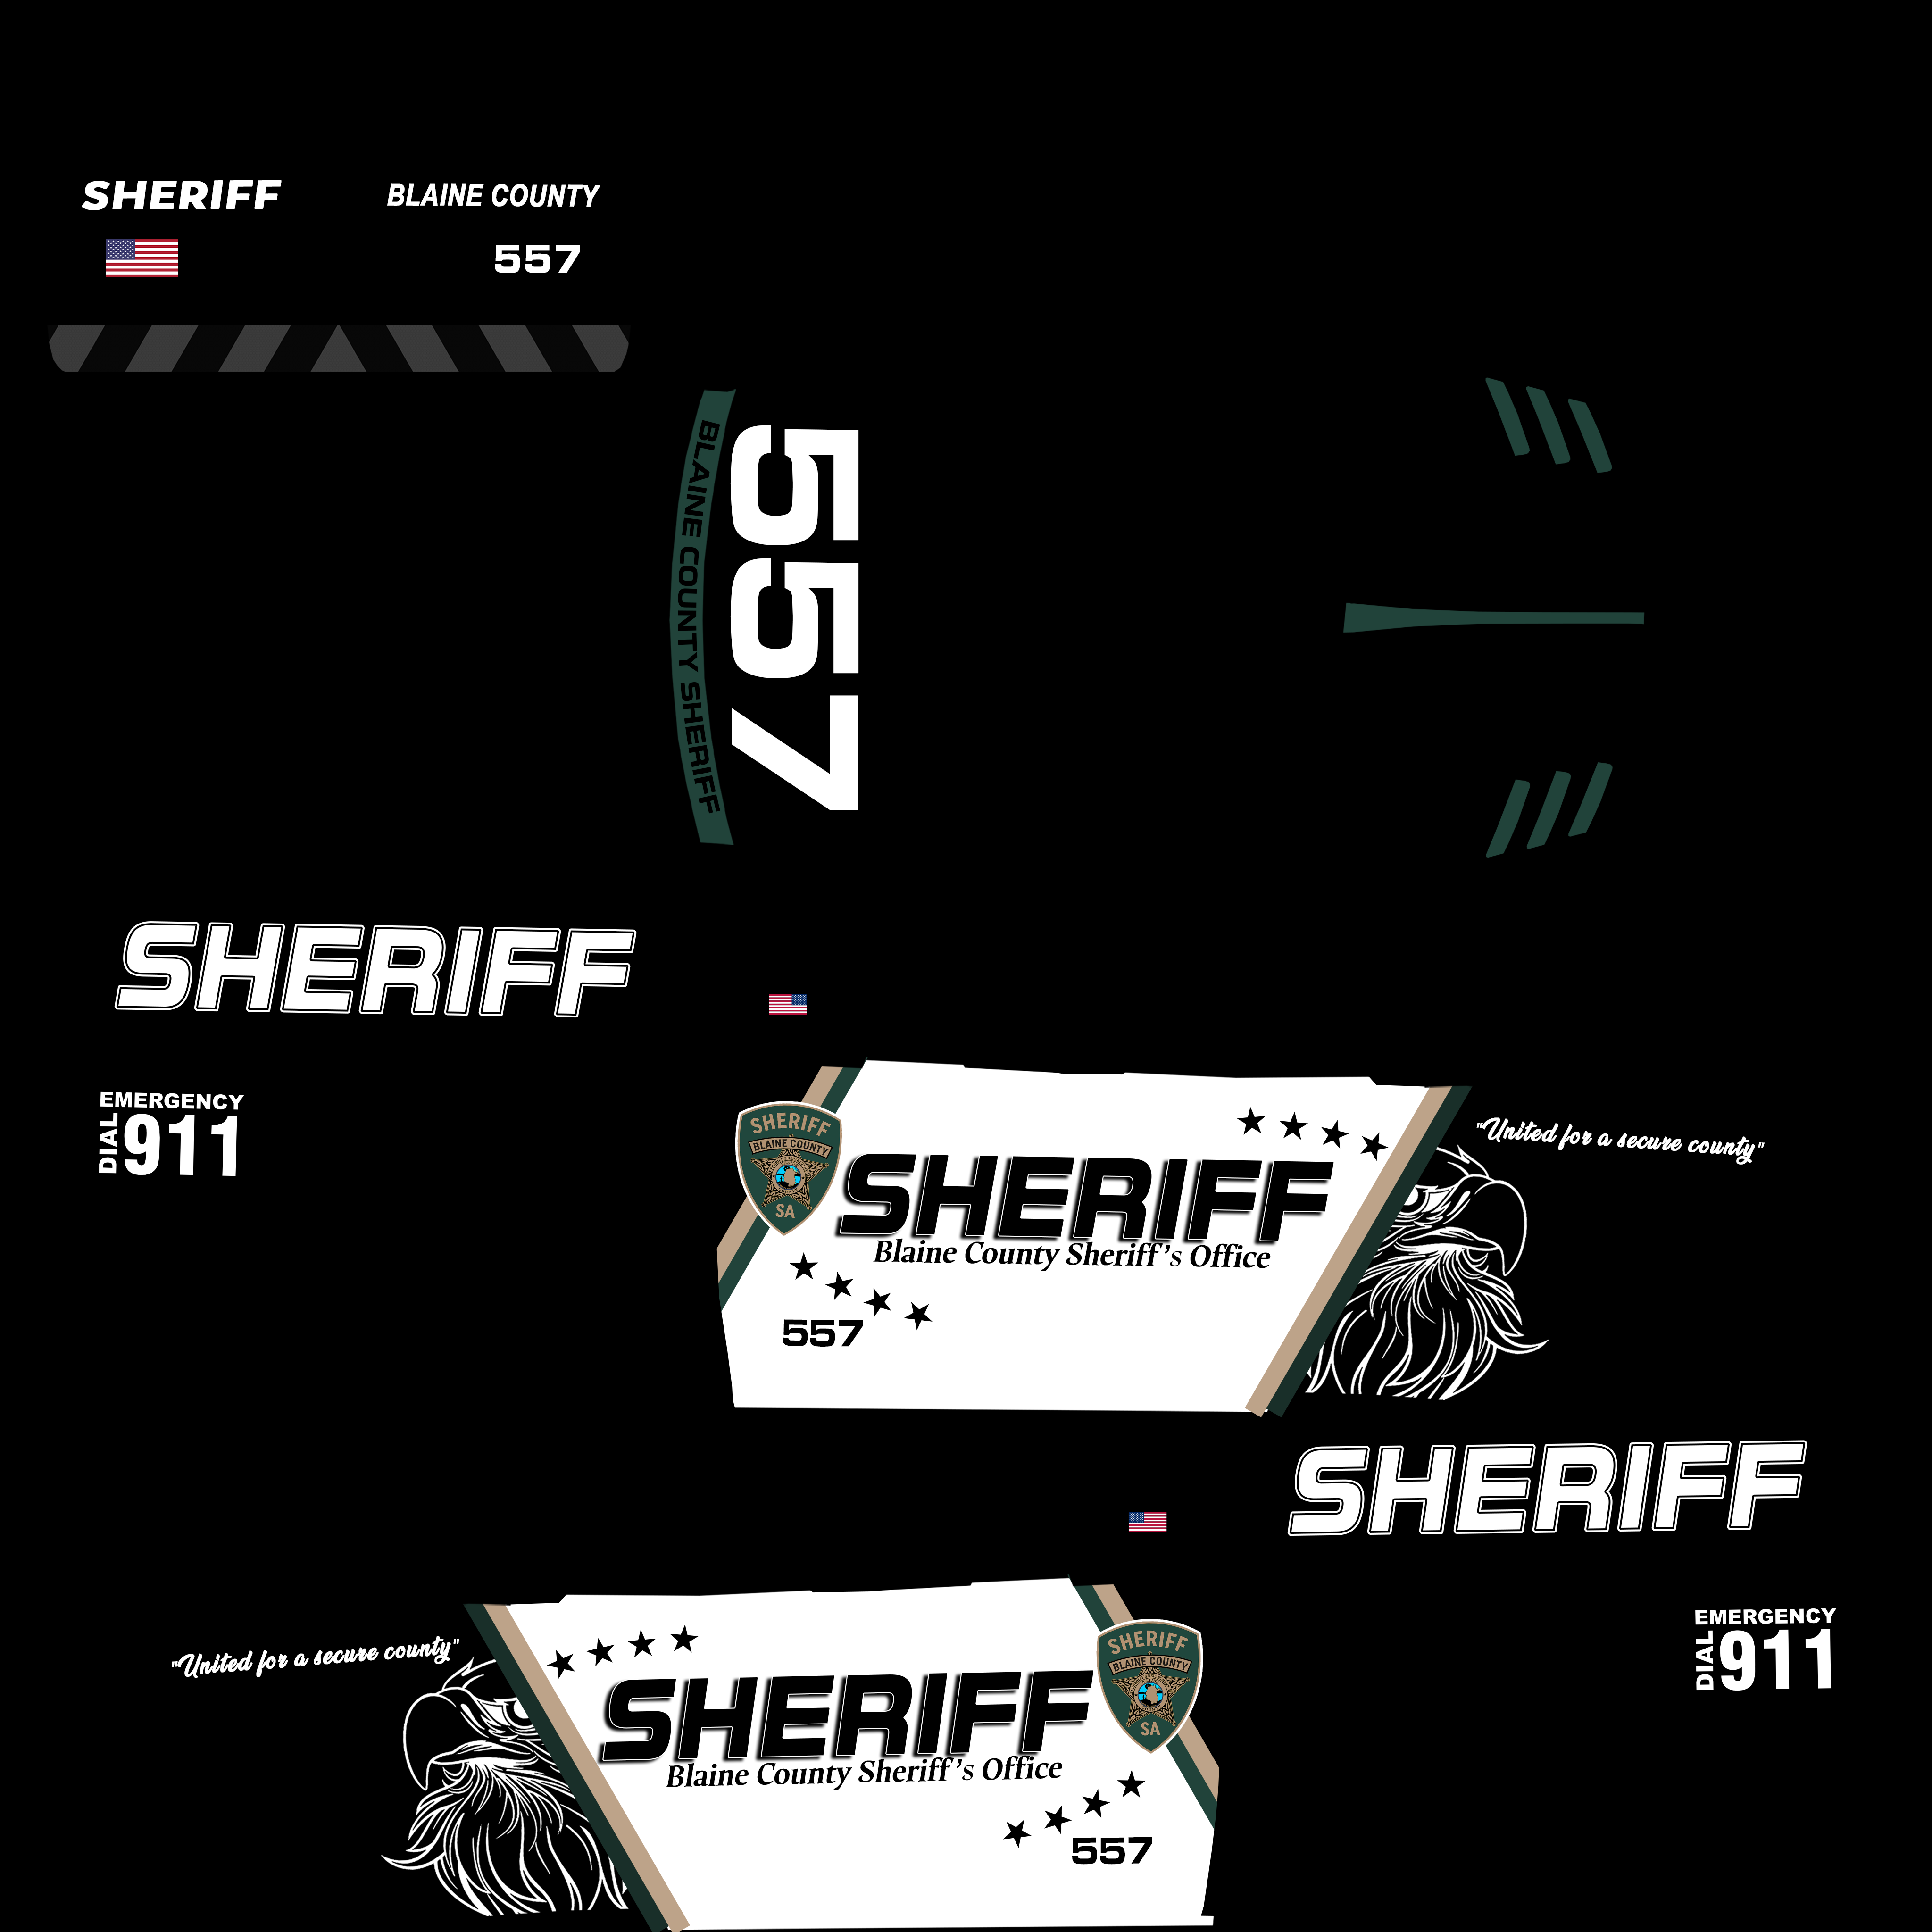 SHERIFF
BLAINE COUNTY
557
BLAINE COUNTY SHERIFF
557
SHERIFF
EMERGENCY
DIAL 911
SHERIFF
BLAINE COUNTY
SA
SHERIFF
Blaine County Sheriff's Office
557
"United for a secure county"
SHERIFF
EMERGENCY
DIAL 911
"United for a secure county"
SHERIFF
Blaine County Sheriff's Office
SHERIFF
BLAINE COUNTY
SA
557